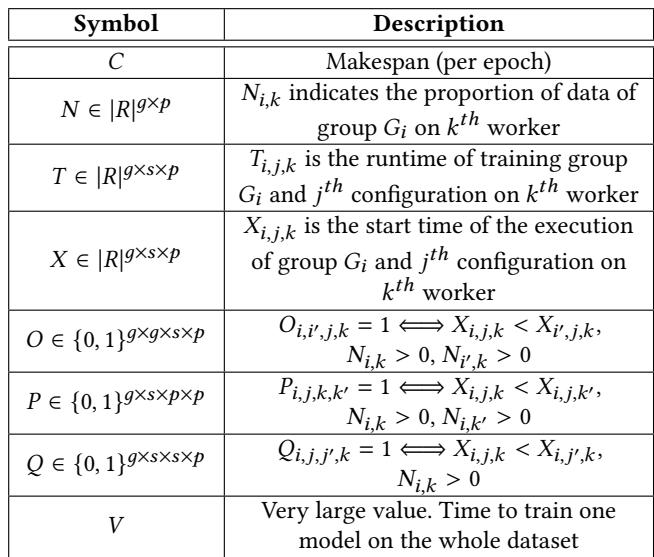 Symbol Description
C Makespan (per epoch)
N ∈ |R|^{g×p} N_{i,k} indicates the proportion of data of
group G_i on k^{th} worker
T ∈ |R|^{g×s×p} T_{i,j,k} is the runtime of training group
G_i and j^{th} configuration on k^{th} worker
X ∈ |R|^{g×s×p} X_{i,j,k} is the start time of the execution
of group G_i and j^{th} configuration on
k^{th} worker
O ∈ {0, 1}^{g×g×s×p} O_{i,i′,j,k} = 1 ⟺ X_{i,j,k} < X_{i′,j,k},
N_{i,k} > 0, N_{i′,k} > 0
P ∈ {0, 1}^{g×s×p×p} P_{i,j,k,k′} = 1 ⟺ X_{i,j,k} < X_{i,j,k′},
N_{i,k} > 0, N_{i,k′} > 0
Q ∈ {0, 1}^{g×s×s×p} Q_{i,j,j′,k} = 1 ⟺ X_{i,j,k} < X_{i,j′,k},
N_{i,k} > 0
V Very large value. Time to train one
model on the whole dataset